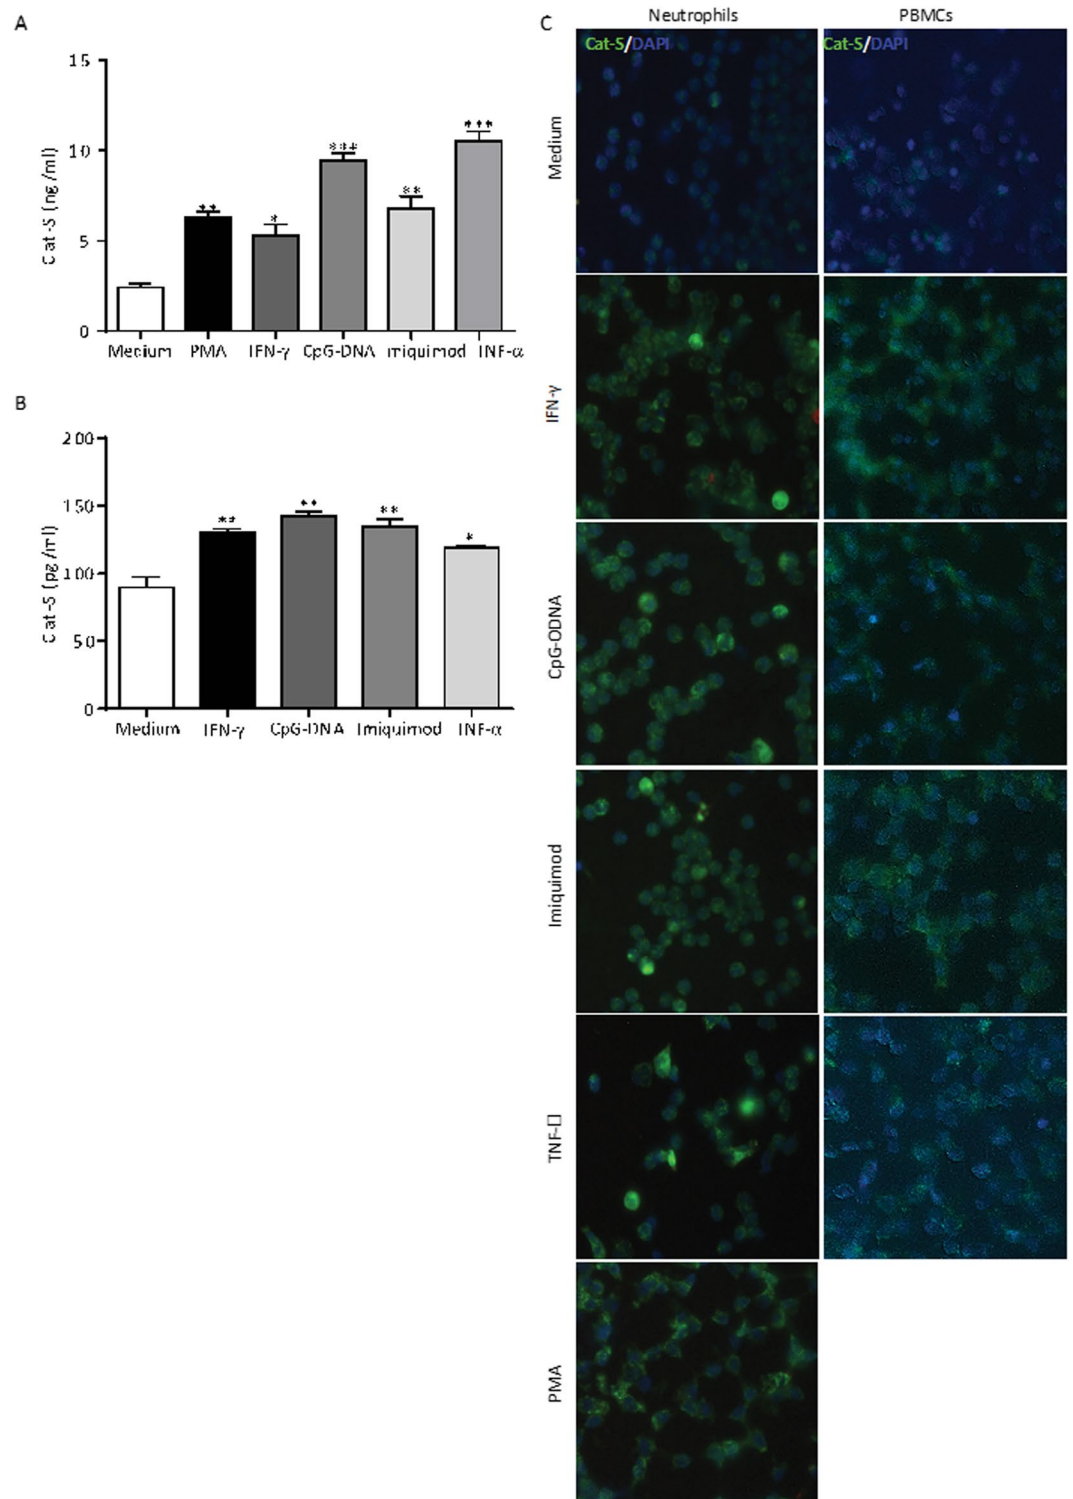 A
15
10
5
0
Cat-S (ng/ml)
**
*
***
**
***
Medium PMA IFN-γ CpG-DNA Imiquimod TNF-α
B
200
150
100
50
0
Cat-S (pg/ml)
**
**
**
*
Medium IFN-γ CpG-DNA Imiquimod TNF-α
C
Neutrophils PBMCs
Cat-S/DAPI Cat-S/DAPI
Medium
IFN-γ
CpG-ODNA
Imiquimod
TNF-□
PMA